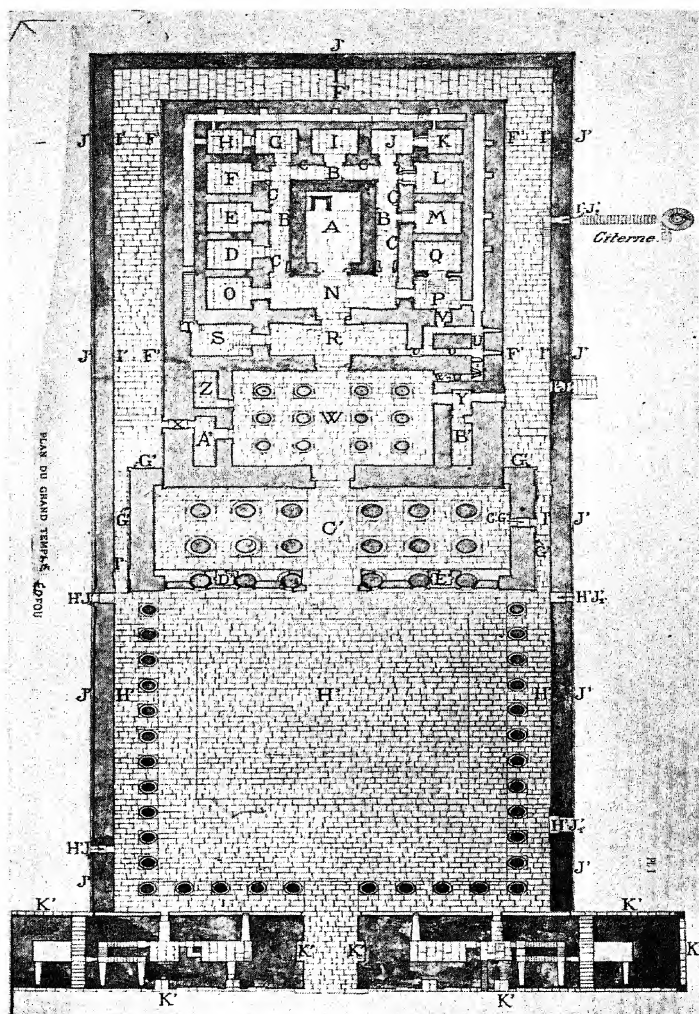 J'
I'
F'
J' I' F' H G I J K F' I' J'
C C
B
F L
C C
I'J'
E B A B M
Citerne.
D C C Q
O N P
V
S R U
J' I' F' U U F' I' J'
Z
W Y
X A' B'
G' G'
G' C' I' J'
G'
I' D' E'
H'J' H'J'
J' H' H' H' J'
H'J' H'J'
J' J'
K' K'
K' K' K
K' K'
PLAN DU GRAND TEMPLE EDFOU
Pl. I